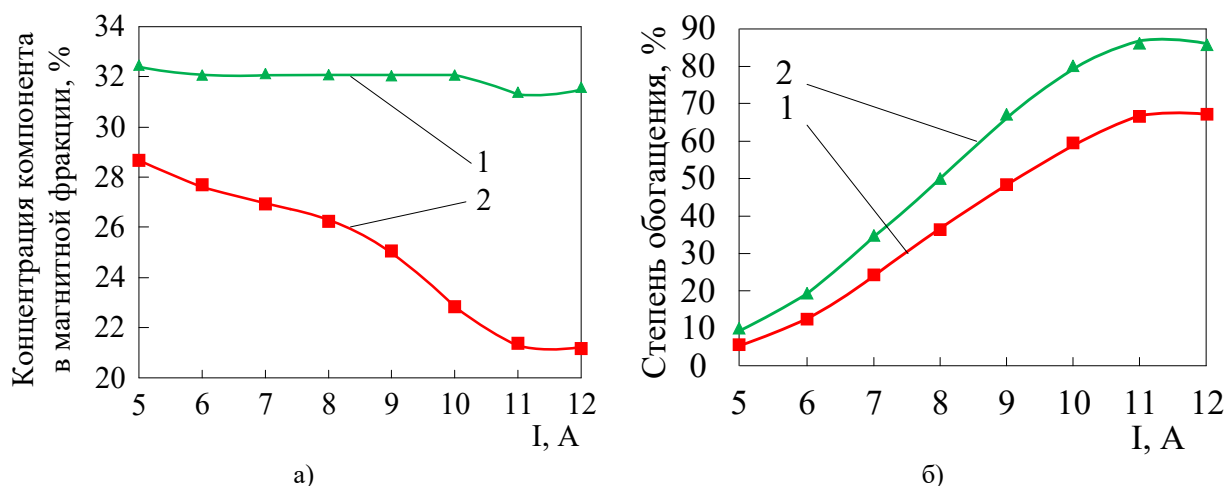 Концентрация компонента
в магнитной фракции, %
34
32
30
28
26
24
22
20
1
2
5 6 7 8 9 10 11 12
I, А
а)
Степень обогащения, %
90
80
70
60
50
40
30
20
10
0
2
1
5 6 7 8 9 10 11 12
I, А
б)